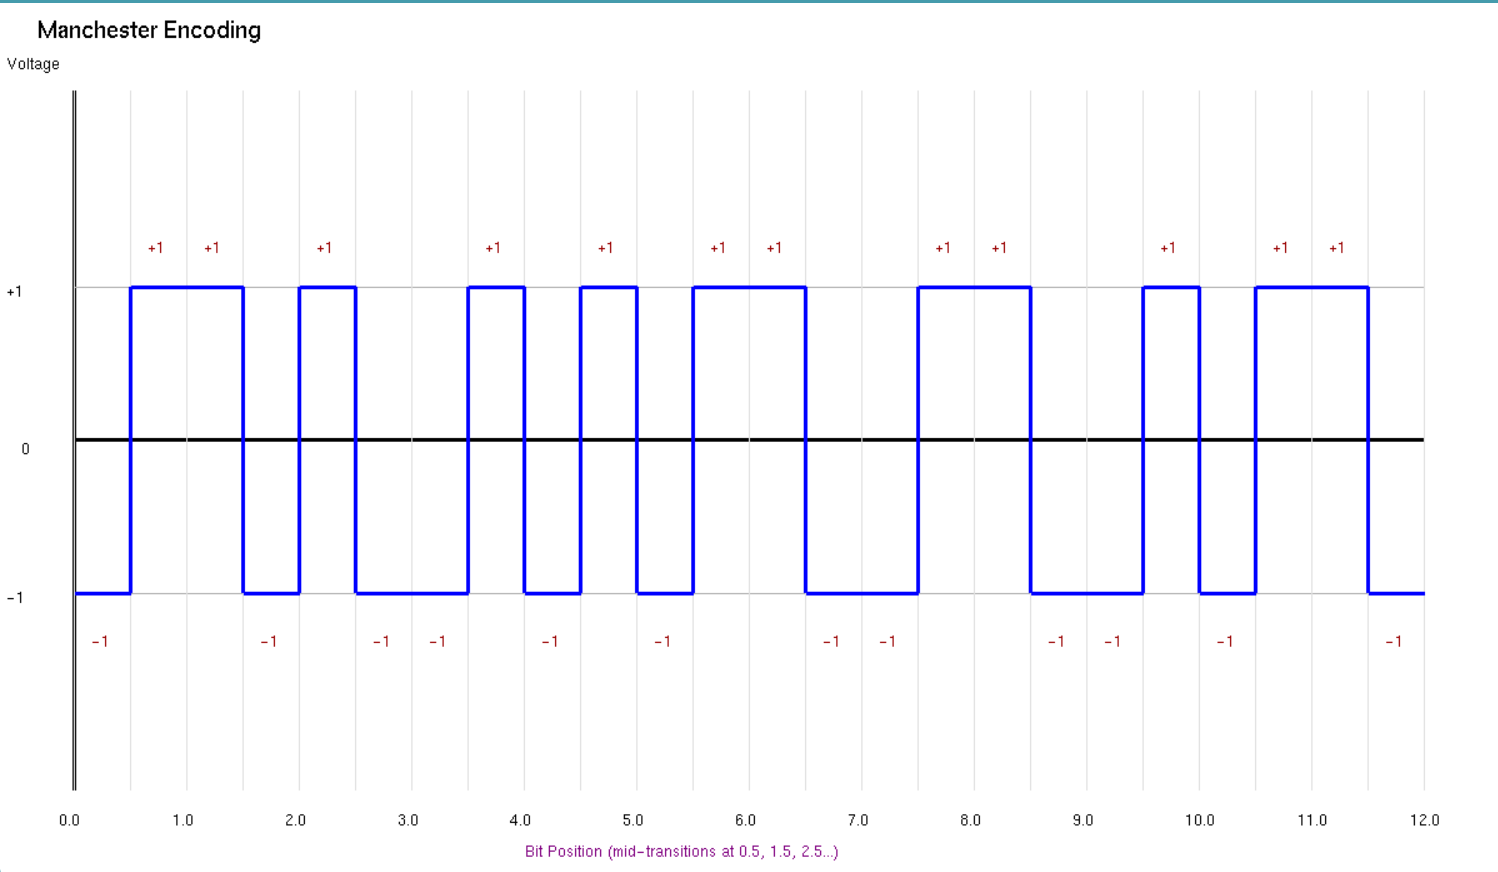 Manchester Encoding
Voltage
+1 +1 +1 +1 +1 +1 +1 +1 +1 +1 +1 +1
+1
0
-1
-1 -1 -1 -1 -1 -1 -1 -1 -1 -1 -1 -1
0.0 1.0 2.0 3.0 4.0 5.0 6.0 7.0 8.0 9.0 10.0 11.0 12.0
Bit Position (mid-transitions at 0.5, 1.5, 2.5...)